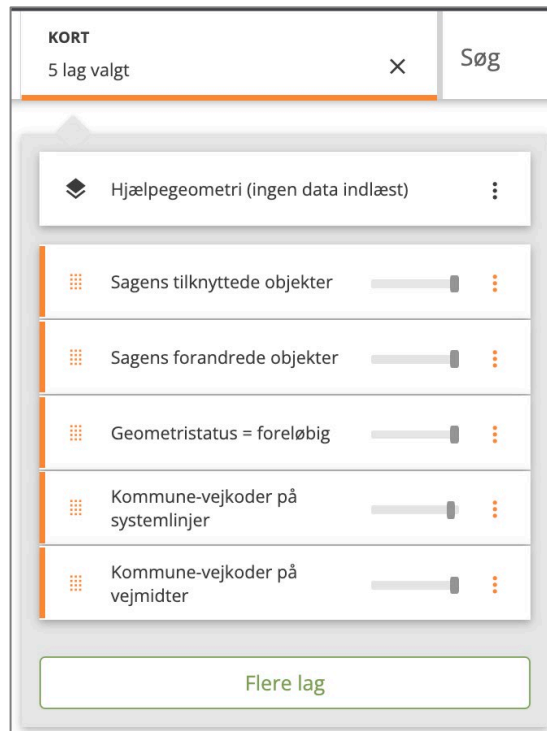 KORT
5 lag valgt
Søg
Hjælpegeometri (ingen data indlæst)
Sagens tilknyttede objekter
Sagens forandrede objekter
Geometristatus = foreløbig
Kommune-vejkoder på
systemlinjer
Kommune-vejkoder på
vejmidter
Flere lag